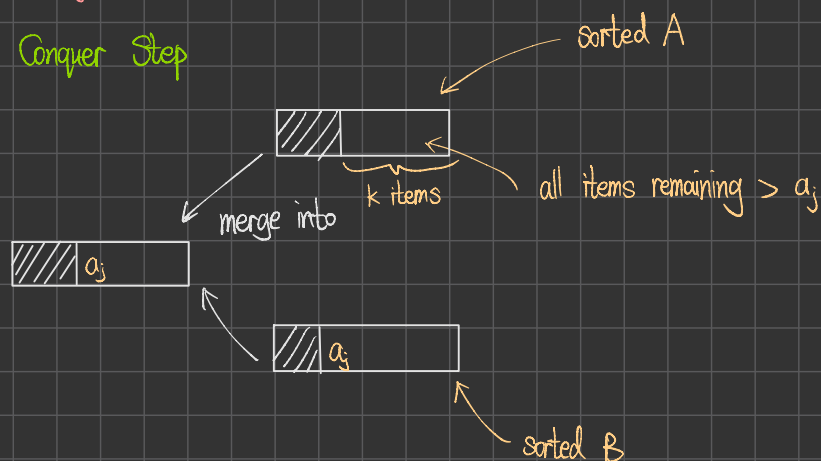 Conquer Step
sorted A
k items
all items remaining > aj
merge into
aj
aj
sorted B